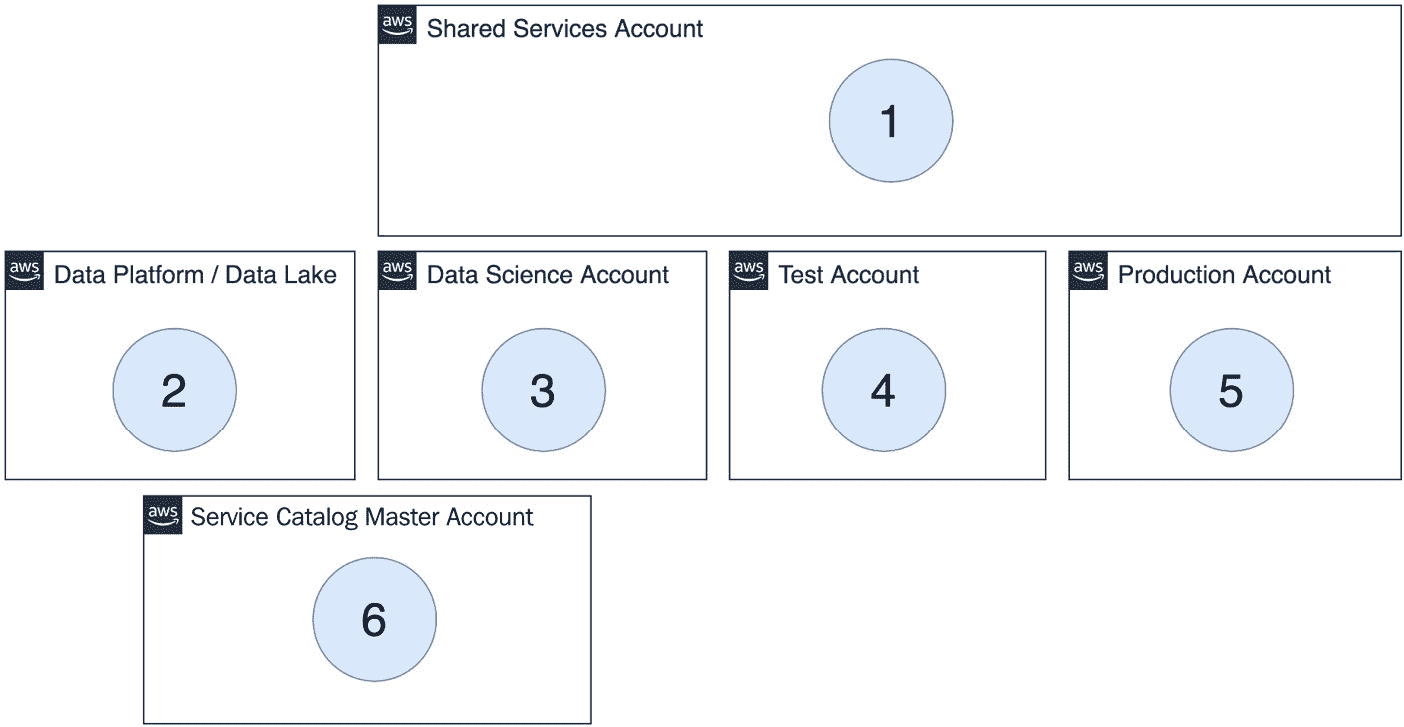 aws Shared Services Account
1
aws Data Platform / Data Lake
2
aws Data Science Account
3
aws Test Account
4
aws Production Account
5
aws Service Catalog Master Account
6